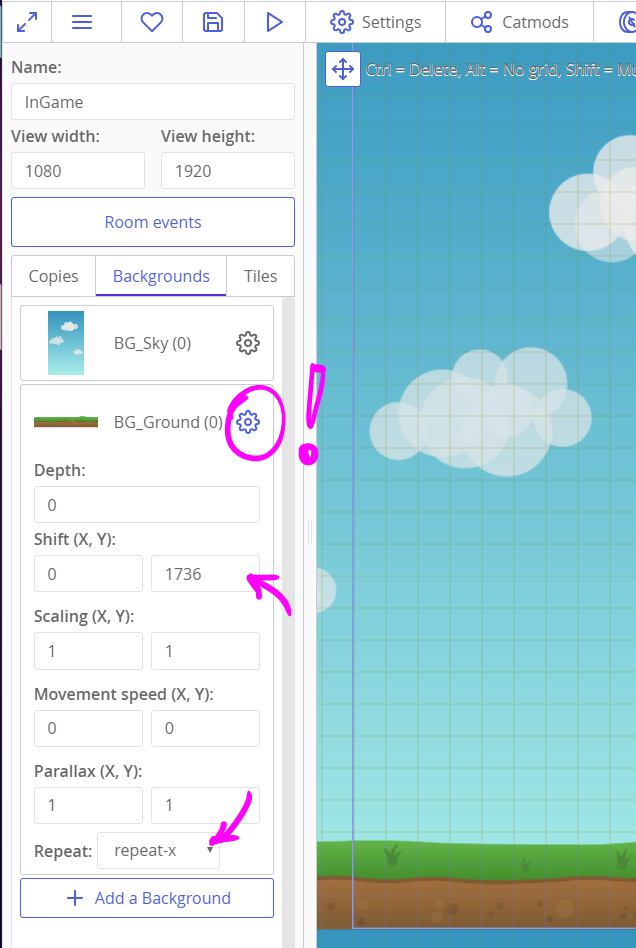 Settings Catmods
Ctrl = Delete, Alt = No grid, Shift = Mu
Name:
InGame
View width: View height:
1080 1920
Room events
Copies Backgrounds Tiles
BG_Sky (0)
BG_Ground (0) !
Depth:
0
Shift (X, Y):
0 1736
Scaling (X, Y):
1 1
Movement speed (X, Y):
0 0
Parallax (X, Y):
1 1
Repeat: repeat-x
+ Add a Background